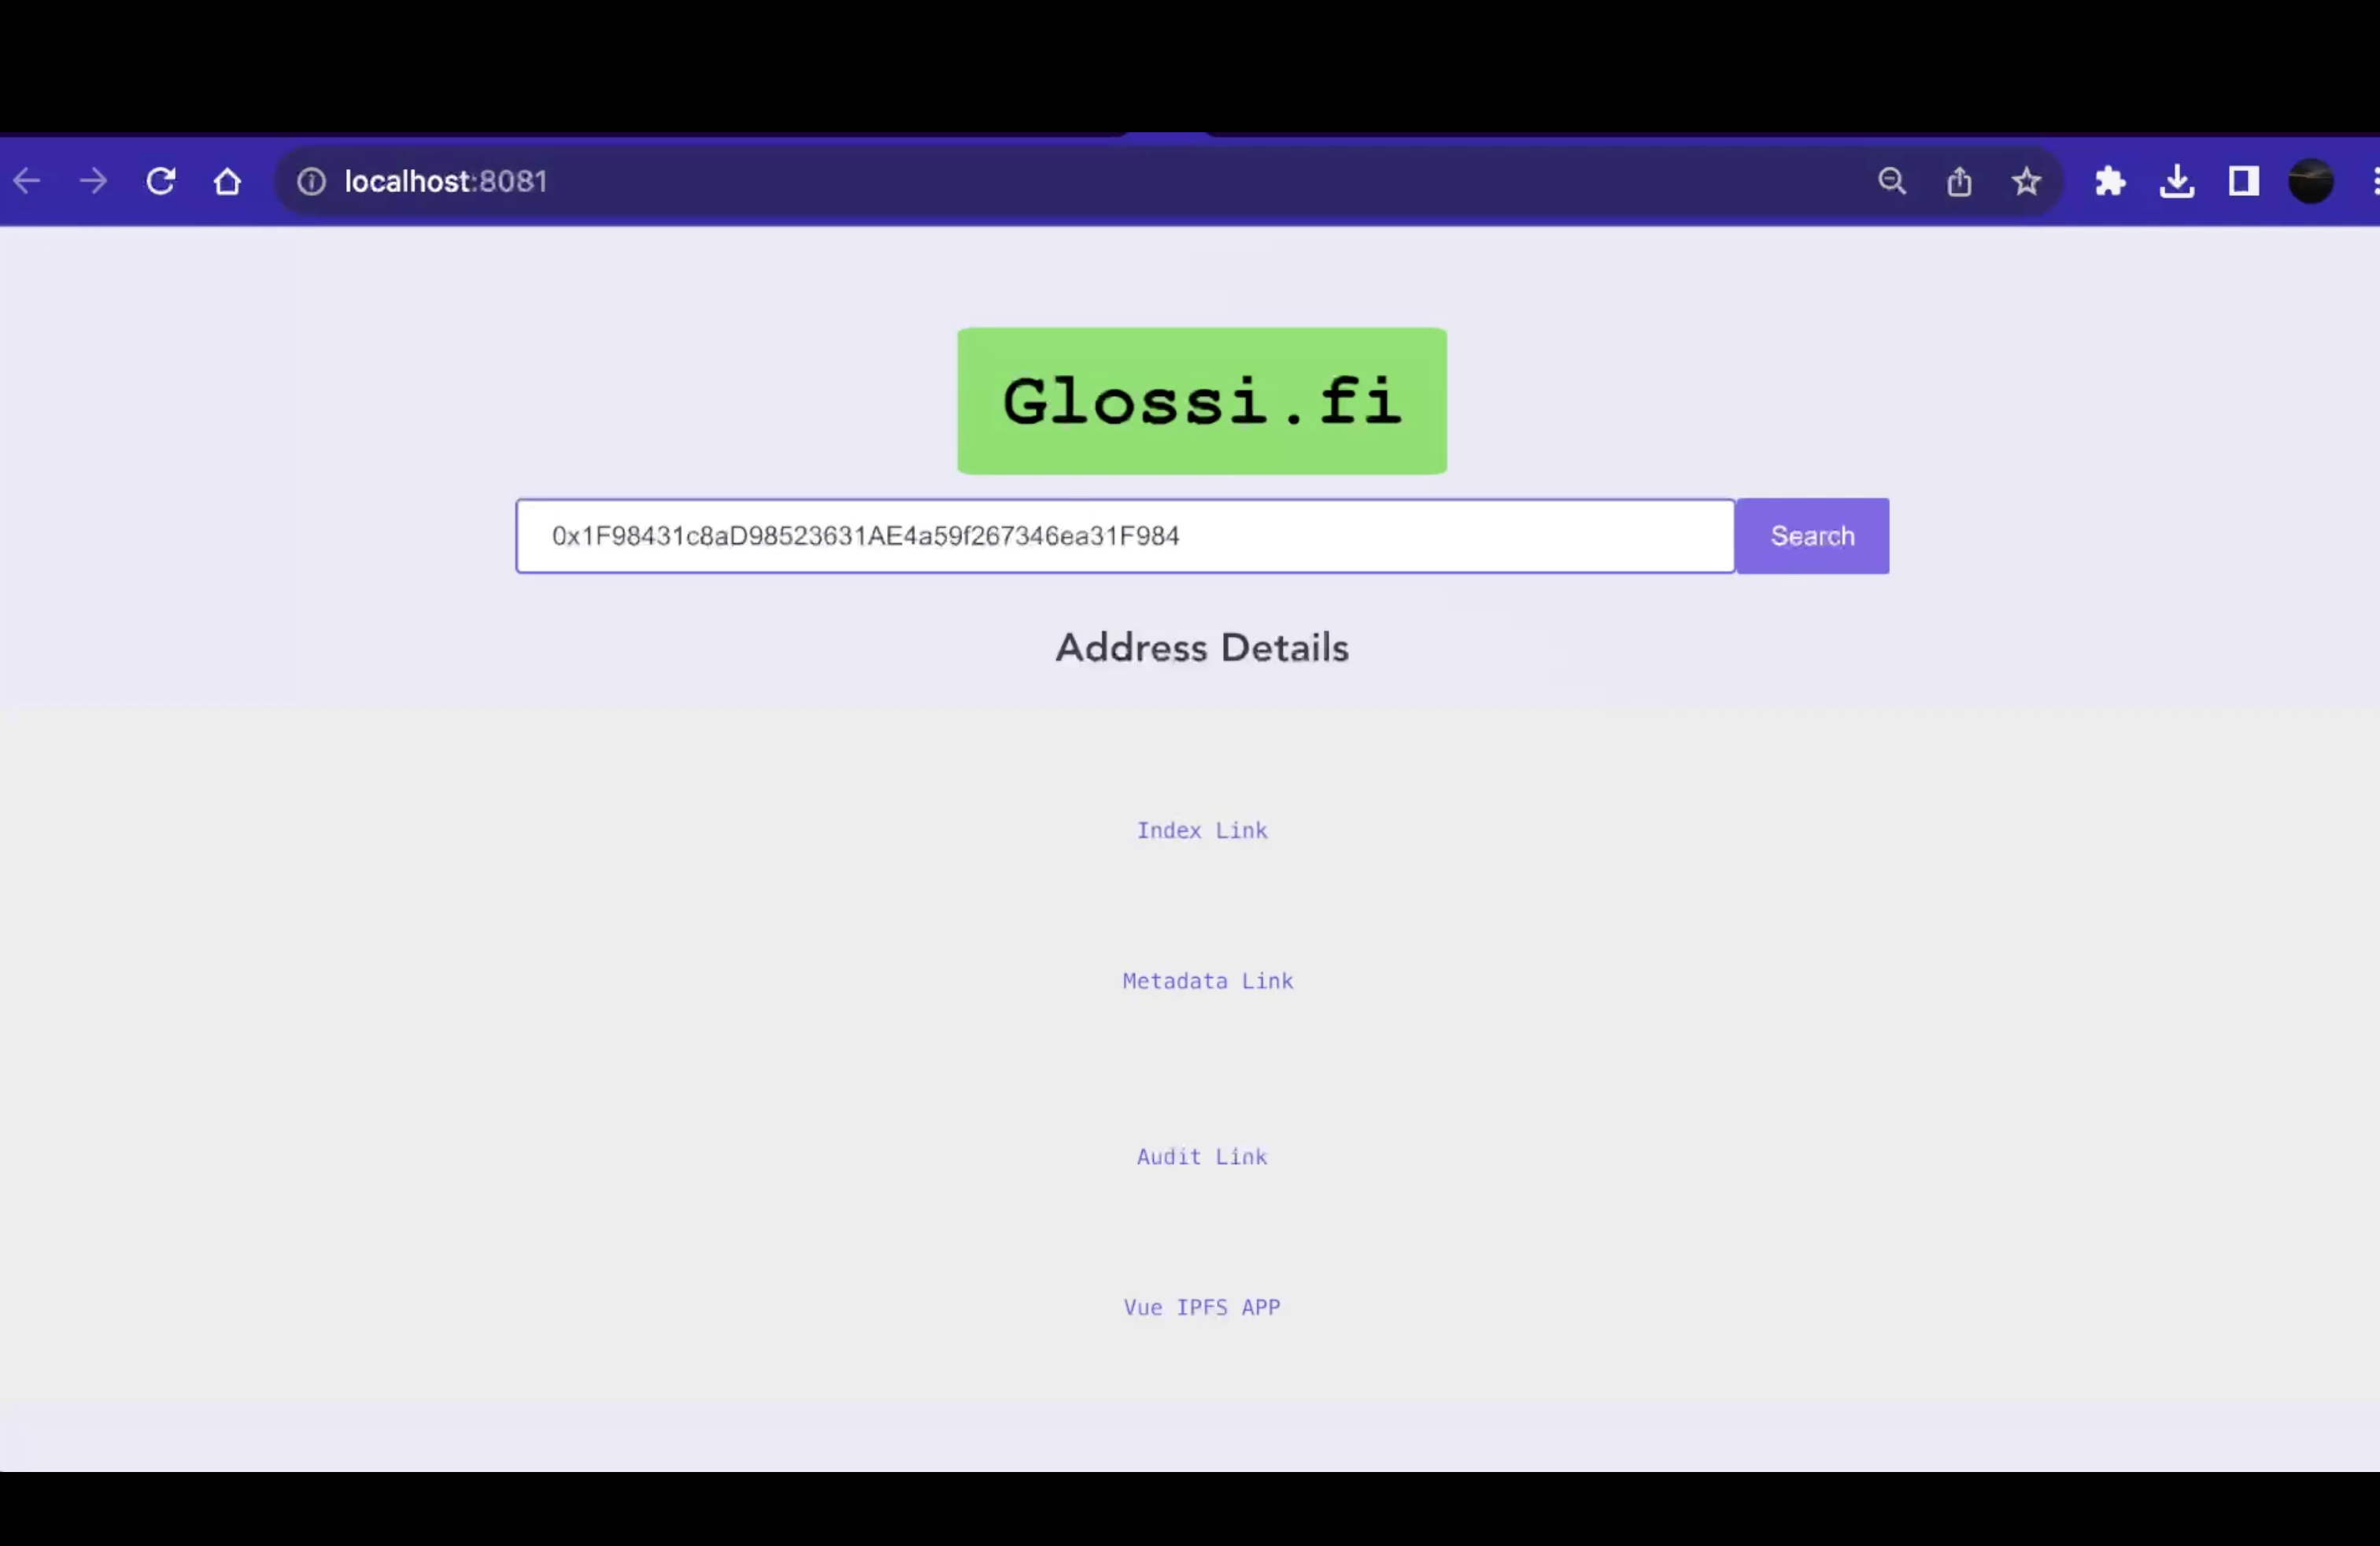 localhost:8081
Glossi.fi
0x1F98431c8aD98523631AE4a59f267346ea31F984
Search
Address Details
Index Link
Metadata Link
Audit Link
Vue IPFS APP